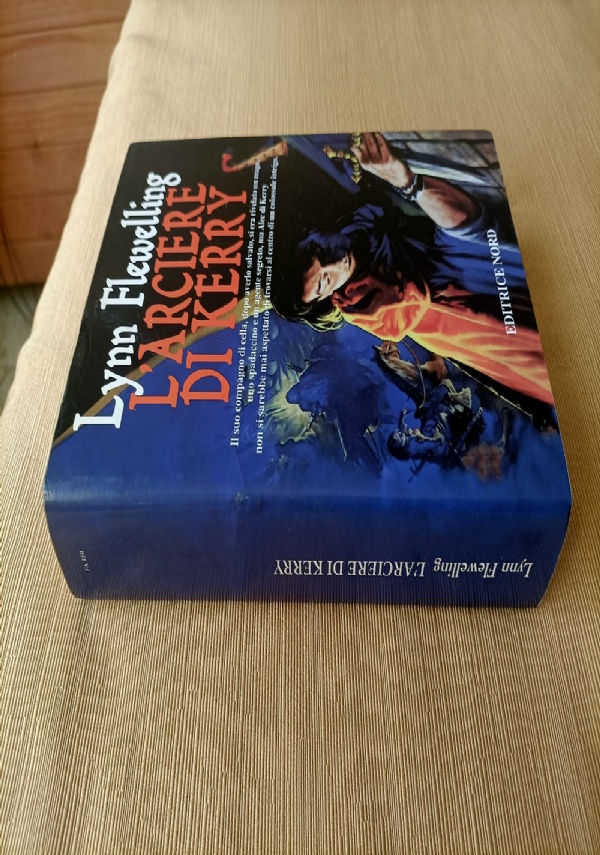 Lynn Flewelling
L'ARCIERE
DI KERRY
Il suo compagno di cella, dopo averlo salvato, si era rivelato un mago,
uno spadaccino e un agente segreto, ma Alec di Kerry
non si sarebbe mai aspettato di trovarsi al centro di un colossale intrigo.
EDITRICE NORD
Lynn Flewelling L'ARCIERE DI KERRY
FA 150